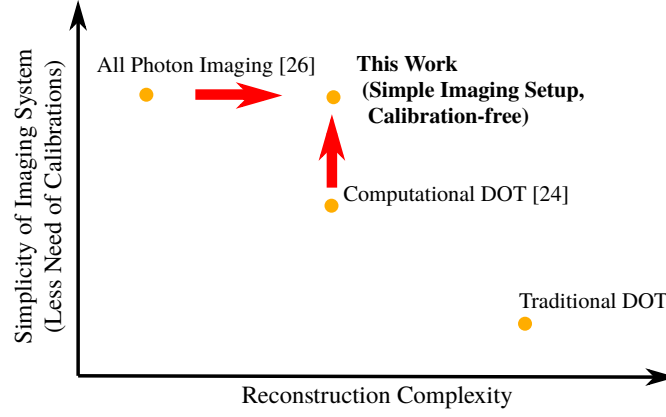 Simplicity of Imaging System
(Less Need of Calibrations)
All Photon Imaging [26]
This Work
(Simple Imaging Setup,
Calibration-free)
Computational DOT [24]
Traditional DOT
Reconstruction Complexity